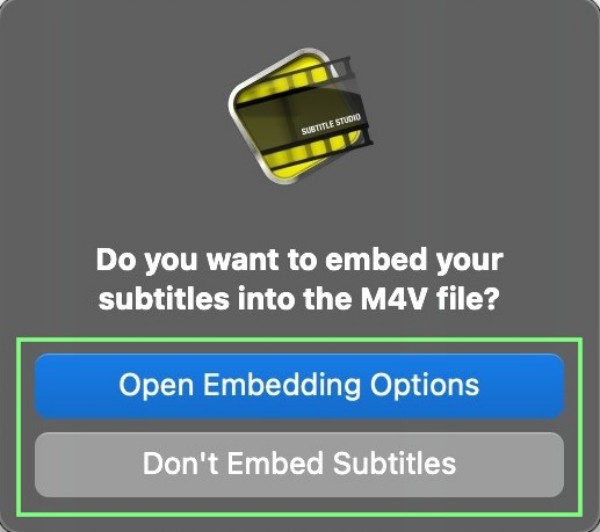 SUBTITLE STUDIO
Do you want to embed your
subtitles into the M4V file?
Open Embedding Options
Don't Embed Subtitles